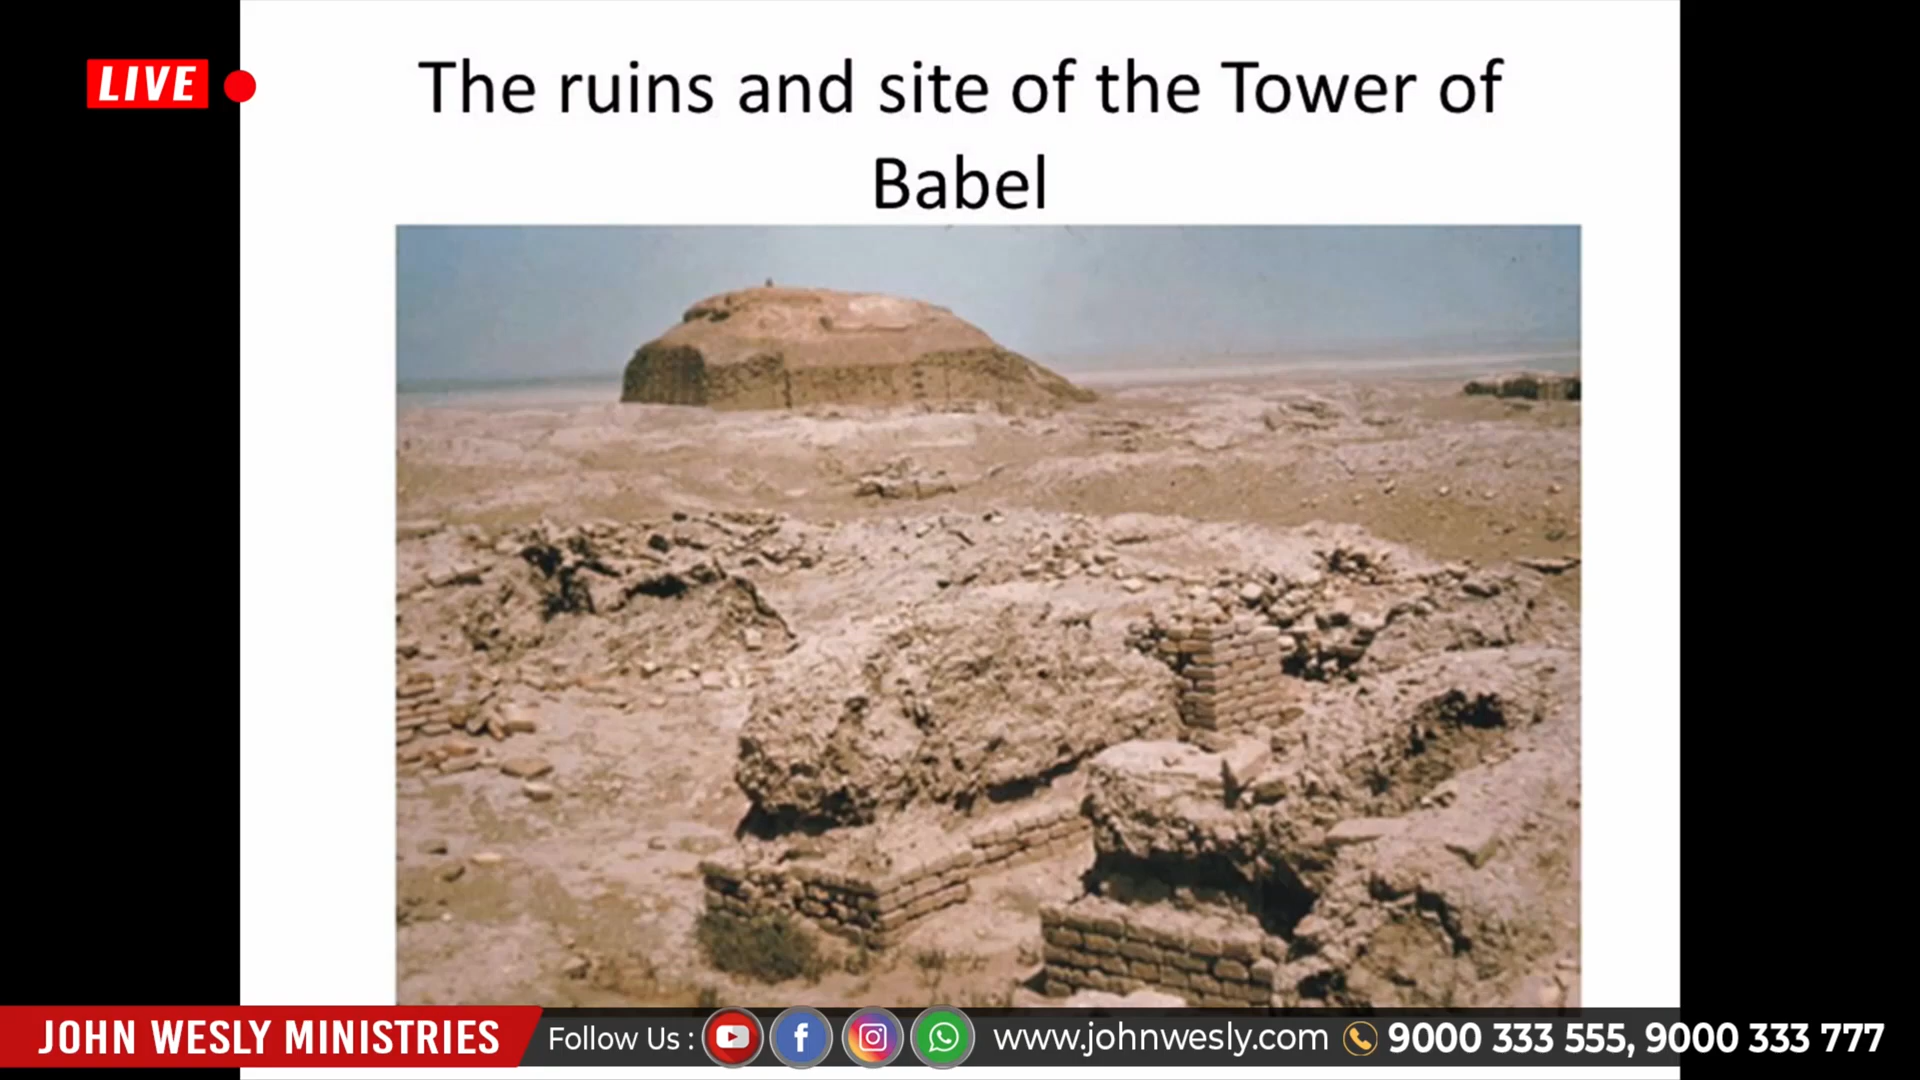 LIVE
The ruins and site of the Tower of
Babel
JOHN WESLY MINISTRIES
Follow Us :
www.johnwesly.com
9000 333 555, 9000 333 777